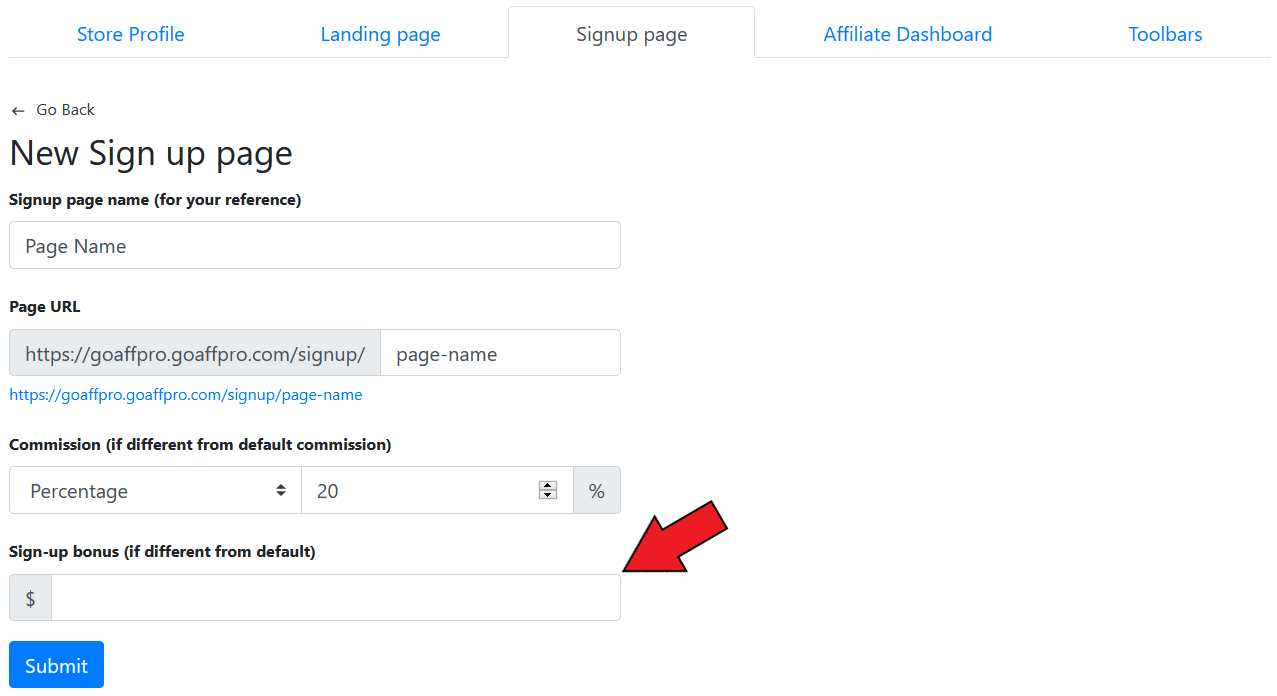 Store Profile
Landing page
Signup page
Affiliate Dashboard
Toolbars
← Go Back
New Sign up page
Signup page name (for your reference)
Page Name
Page URL
https://goaffpro.goaffpro.com/signup/ page-name
https://goaffpro.goaffpro.com/signup/page-name
Commission (if different from default commission)
Percentage 20 %
Sign-up bonus (if different from default)
$
Submit